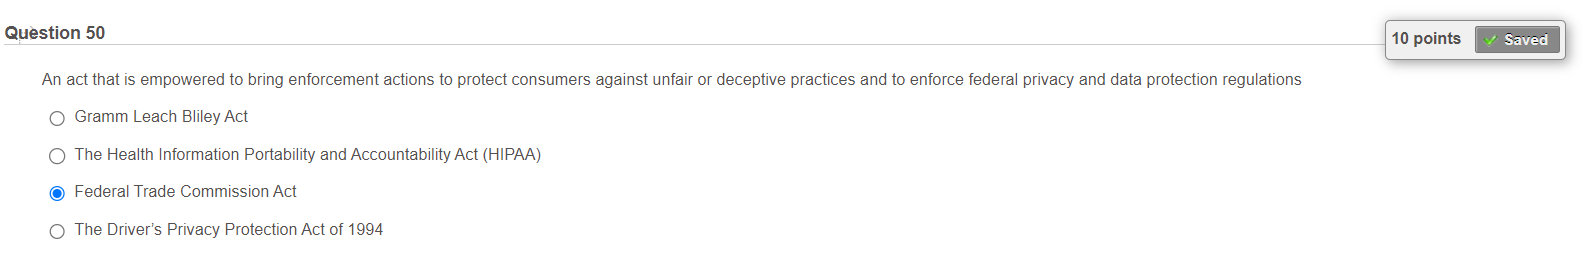 Question 50
10 points
Saved
An act that is empowered to bring enforcement actions to protect consumers against unfair or deceptive practices and to enforce federal privacy and data protection regulations
Gramm Leach Bliley Act
The Health Information Portability and Accountability Act (HIPAA)
Federal Trade Commission Act
The Driver’s Privacy Protection Act of 1994